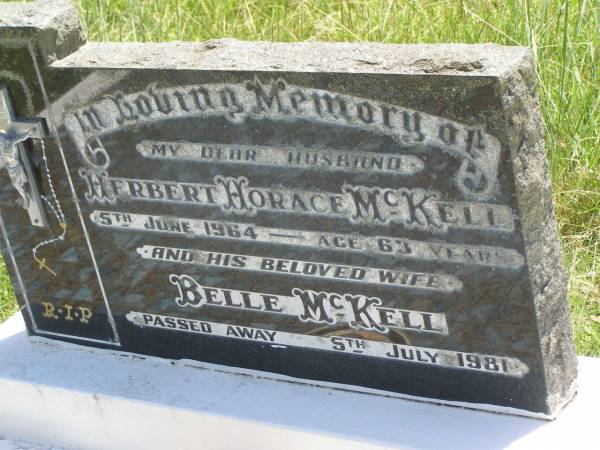 In Loving Memory of
MY DEAR HUSBAND
HERBERT HORACE McKELL
5TH JUNE 1964 — AGE 63 YEARS
AND HIS BELOVED WIFE
BELLE McKELL
PASSED AWAY 5TH JULY 1981
R·I·P